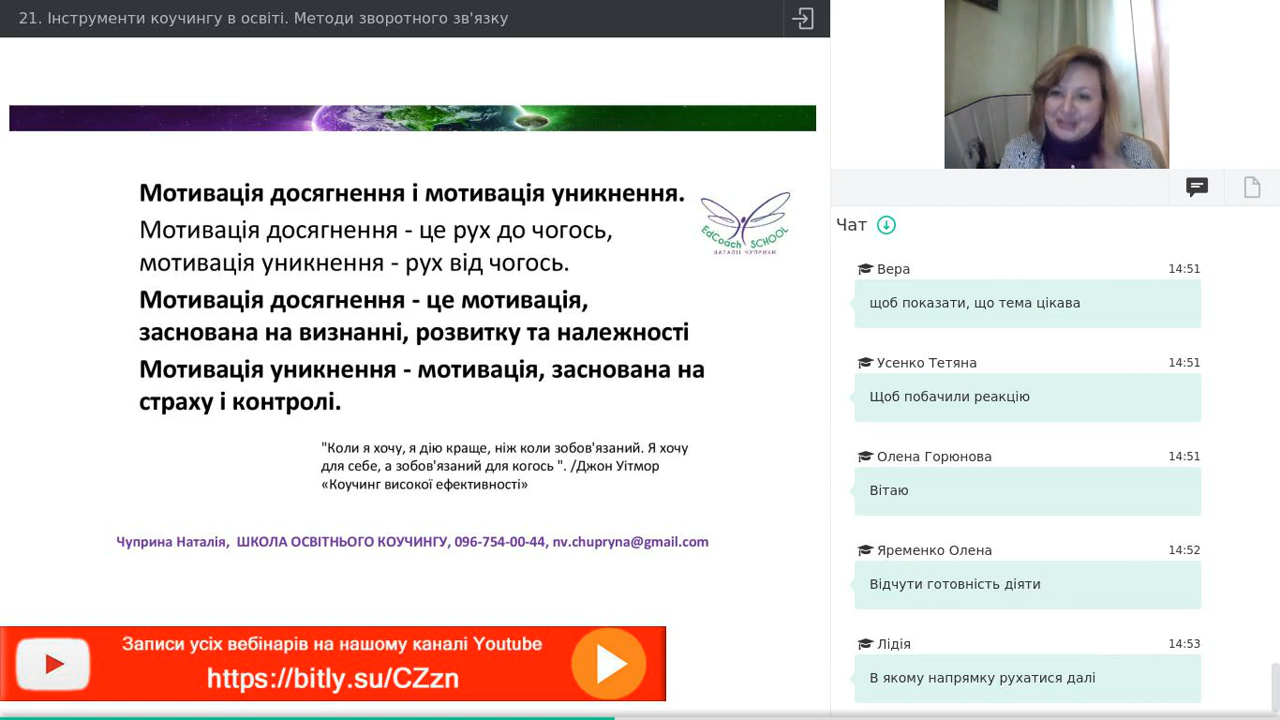 21. Інструменти коучингу в освіті. Методи зворотного зв'язку
Мотивація досягнення і мотивація уникнення.
Мотивація досягнення - це рух до чогось,
мотивація уникнення - рух від чогось.
Мотивація досягнення - це мотивація,
заснована на визнанні, розвитку та належності
Мотивація уникнення - мотивація, заснована на
страху і контролі.
EdCoach SCHOOL
НАТАЛІЇ ЧУПРИНИ
"Коли я хочу, я дію краще, ніж коли зобов'язаний. Я хочу
для себе, а зобов'язаний для когось ". /Джон Уітмор
«Коучинг високої ефективності»
Чуприна Наталія, ШКОЛА ОСВІТНЬОГО КОУЧИНГУ, 096-754-00-44, nv.chupryna@gmail.com
Записи усіх вебінарів на нашому каналі Youtube
https://bitly.su/CZzn
Чат
Вера 14:51
щоб показати, що тема цікава
Усенко Тетяна 14:51
Щоб побачили реакцію
Олена Горюнова 14:51
Вітаю
Яременко Олена 14:52
Відчути готовність діяти
Лідія 14:53
В якому напрямку рухатися далі